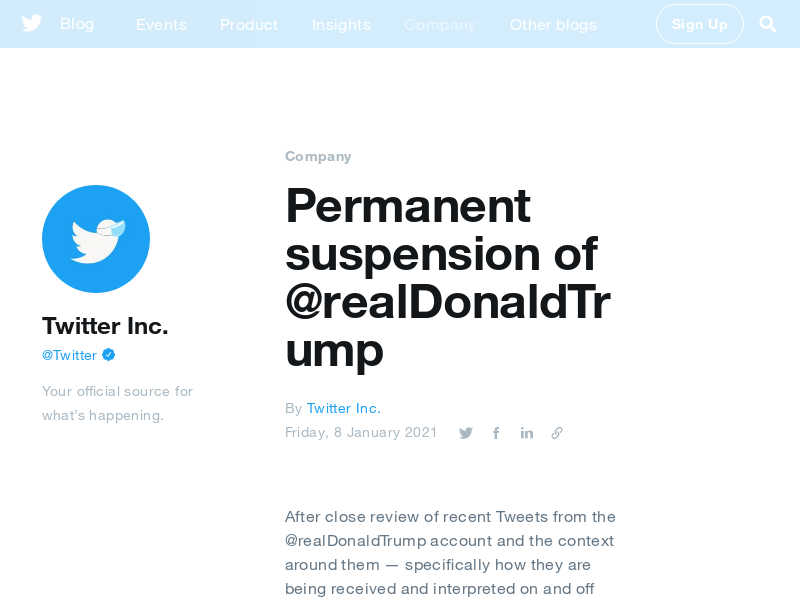 Blog Events Product Insights Company Other blogs Sign Up
Company
Permanent
suspension of
@realDonaldTr
ump
Twitter Inc.
@Twitter
Your official source for
what's happening.
By Twitter Inc.
Friday, 8 January 2021
After close review of recent Tweets from the
@realDonaldTrump account and the context
around them — specifically how they are
being received and interpreted on and off